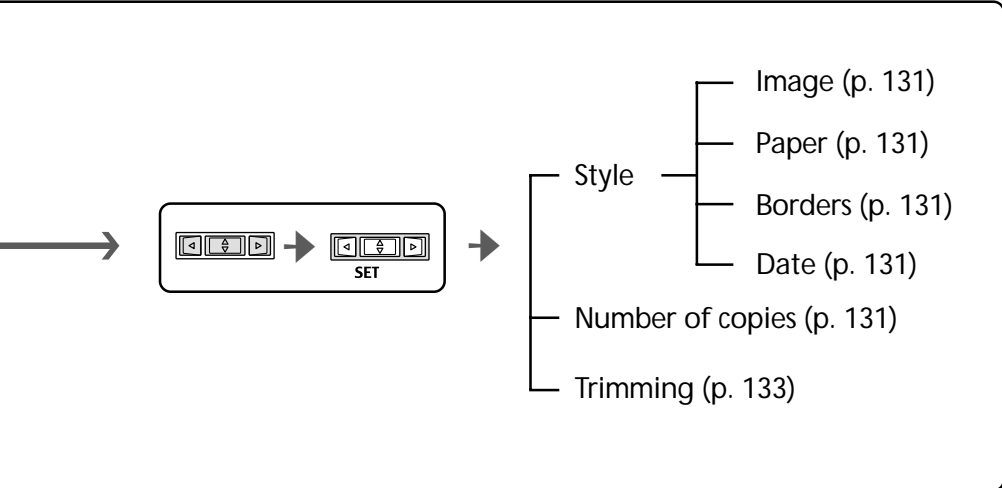 Image (p. 131)
Paper (p. 131)
Style
Borders (p. 131)
SET
Date (p. 131)
Number of copies (p. 131)
Trimming (p. 133)